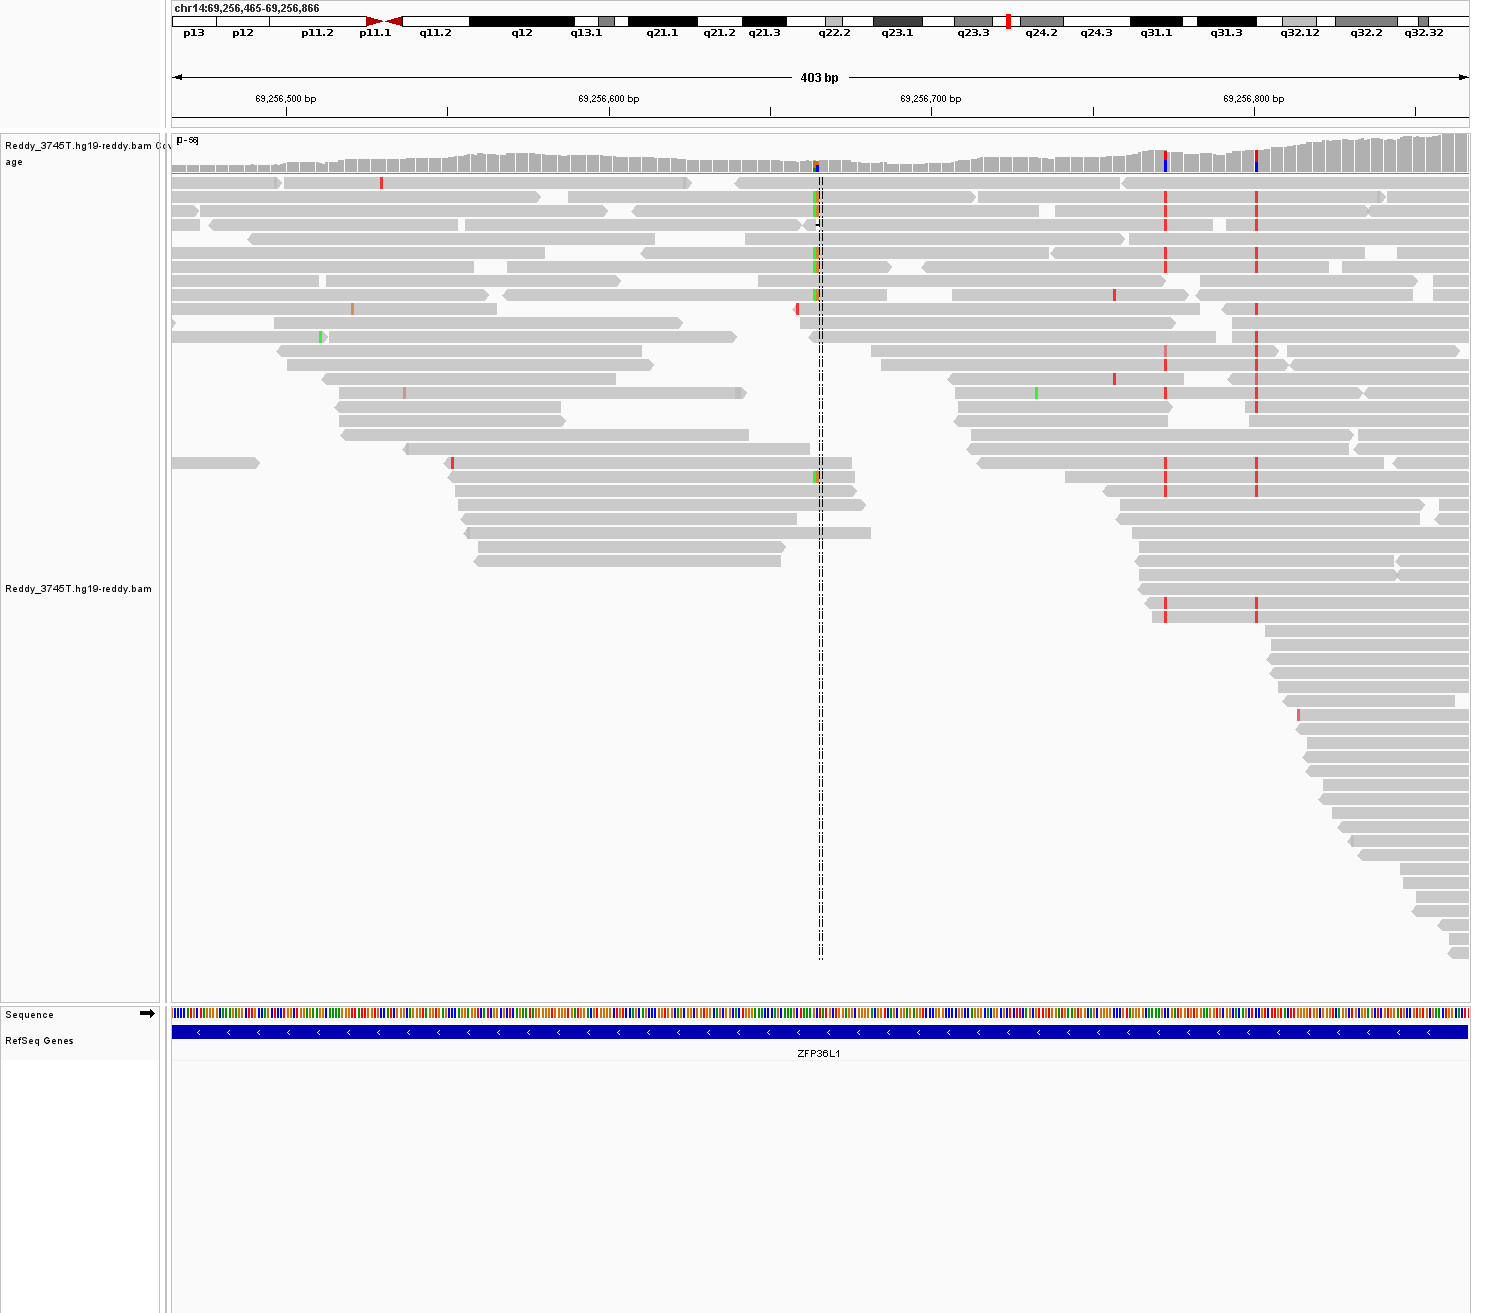 chr14:69,256,465-69,256,866
p13 p12 p11.2 p11.1 q11.2 q12 q13.1 q21.1 q21.2 q21.3 q22.2 q23.1 q23.3 q24.2 q24.3 q31.1 q31.3 q32.12 q32.2 q32.32
403 bp
69,256,500 bp 69,256,600 bp 69,256,700 bp 69,256,800 bp
Reddy_3745T.hg19-reddy.bam Cov
age
[0-56]
Reddy_3745T.hg19-reddy.bam
Sequence
RefSeq Genes
ZFP36L1